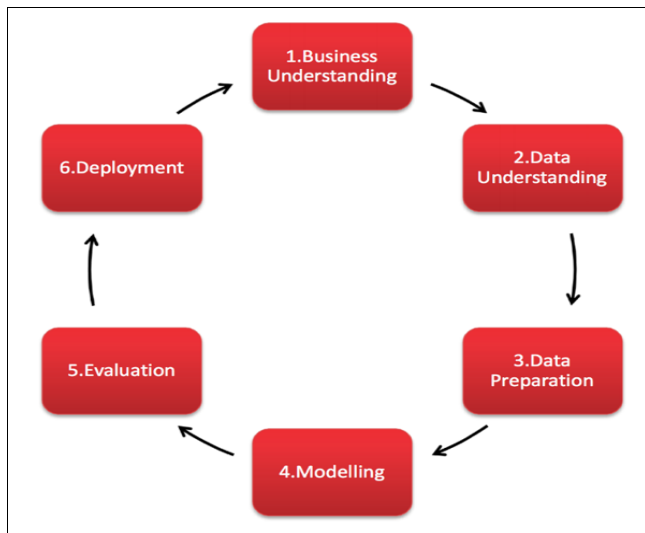 1.Business
Understanding
2.Data
Understanding
3.Data
Preparation
4.Modelling
5.Evaluation
6.Deployment